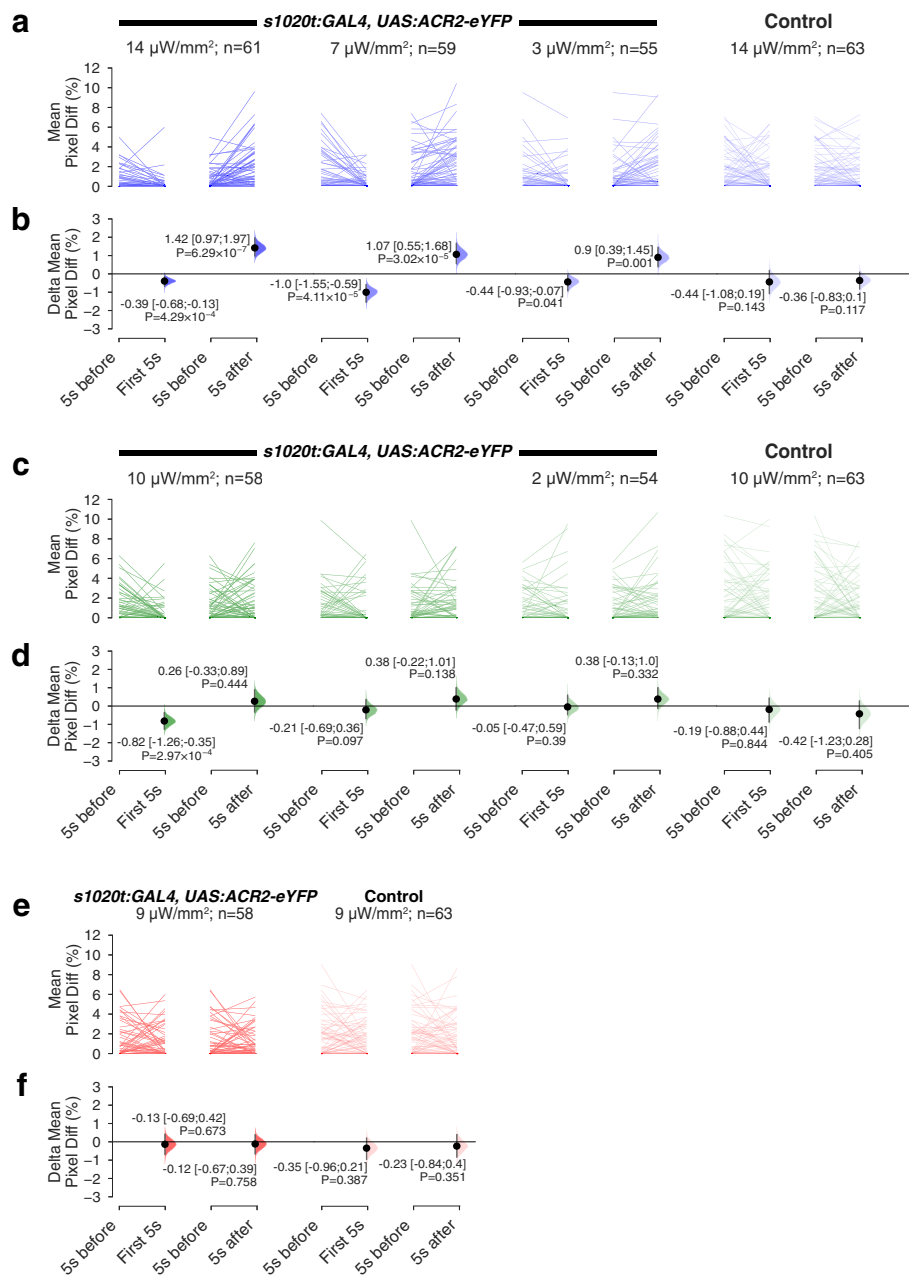 a
s1020t:GAL4, UAS:ACR2-eYFP Control
14 μW/mm²; n=61 7 μW/mm²; n=59 3 μW/mm²; n=55 14 μW/mm²; n=63
Mean
Pixel Diff (%)
12
10
8
6
4
2
0
b
Delta Mean
Pixel Diff (%)
3
2
1
0
−1
−2
−3
1.42 [0.97;1.97]
P=6.29×10⁻⁷
-0.39 [-0.68;-0.13]
P=4.29×10⁻⁴
1.07 [0.55;1.68]
P=3.02×10⁻⁵
-1.0 [-1.55;-0.59]
P=4.11×10⁻⁵
0.9 [0.39;1.45]
P=0.001
-0.44 [-0.93;-0.07]
P=0.041
-0.44 [-1.08;0.19]
P=0.143
-0.36 [-0.83;0.1]
P=0.117
5s before First 5s 5s before 5s after 5s before First 5s 5s before 5s after 5s before First 5s 5s before 5s after 5s before First 5s 5s before 5s after
c
s1020t:GAL4, UAS:ACR2-eYFP Control
10 μW/mm²; n=58 2 μW/mm²; n=54 10 μW/mm²; n=63
Mean
Pixel Diff (%)
12
10
8
6
4
2
0
d
Delta Mean
Pixel Diff (%)
3
2
1
0
−1
−2
−3
0.26 [-0.33;0.89]
P=0.444
-0.82 [-1.26;-0.35]
P=2.97×10⁻⁴
0.38 [-0.22;1.01]
P=0.138
-0.21 [-0.69;0.36]
P=0.097
0.38 [-0.13;1.0]
P=0.332
-0.05 [-0.47;0.59]
P=0.39
-0.19 [-0.88;0.44]
P=0.844
-0.42 [-1.23;0.28]
P=0.405
5s before First 5s 5s before 5s after 5s before First 5s 5s before 5s after 5s before First 5s 5s before 5s after 5s before First 5s 5s before 5s after
e
s1020t:GAL4, UAS:ACR2-eYFP Control
9 μW/mm²; n=58 9 μW/mm²; n=63
Mean
Pixel Diff (%)
12
10
8
6
4
2
0
f
Delta Mean
Pixel Diff (%)
3
2
1
0
−1
−2
−3
-0.13 [-0.69;0.42]
P=0.673
-0.12 [-0.67;0.39]
P=0.758
-0.35 [-0.96;0.21]
P=0.387
-0.23 [-0.84;0.4]
P=0.351
5s before First 5s 5s before 5s after 5s before First 5s 5s before 5s after